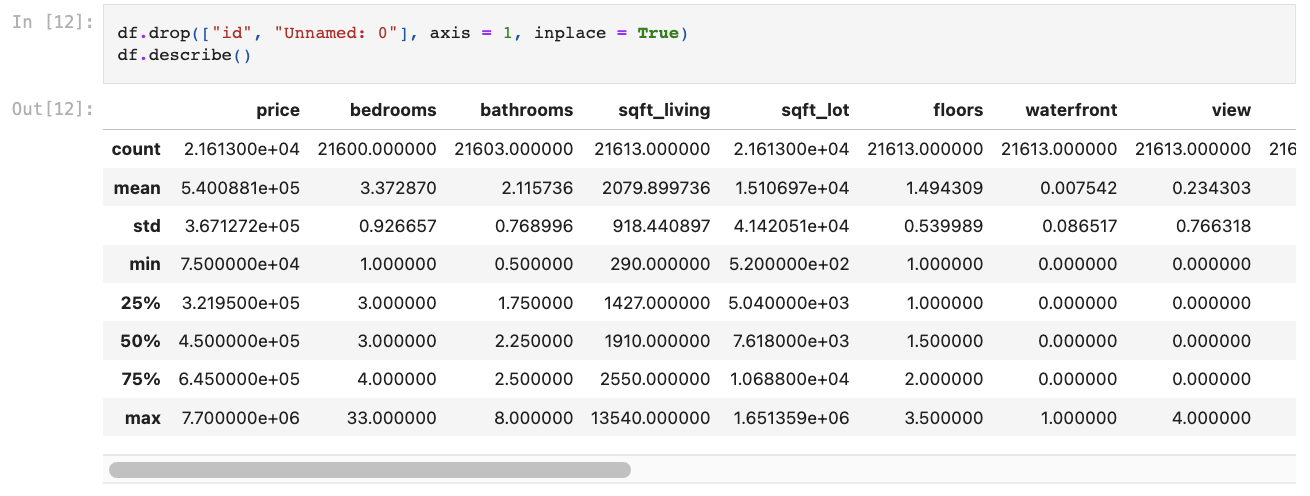 In [12]:
df.drop(["id", "Unnamed: 0"], axis = 1, inplace = True)
df.describe()
Out[12]:
price bedrooms bathrooms sqft_living sqft_lot floors waterfront view
count 2.161300e+04 21600.000000 21603.000000 21613.000000 2.161300e+04 21613.000000 21613.000000 21613.000000 216
mean 5.400881e+05 3.372870 2.115736 2079.899736 1.510697e+04 1.494309 0.007542 0.234303
std 3.671272e+05 0.926657 0.768996 918.440897 4.142051e+04 0.539989 0.086517 0.766318
min 7.500000e+04 1.000000 0.500000 290.000000 5.200000e+02 1.000000 0.000000 0.000000
25% 3.219500e+05 3.000000 1.750000 1427.000000 5.040000e+03 1.000000 0.000000 0.000000
50% 4.500000e+05 3.000000 2.250000 1910.000000 7.618000e+03 1.500000 0.000000 0.000000
75% 6.450000e+05 4.000000 2.500000 2550.000000 1.068800e+04 2.000000 0.000000 0.000000
max 7.700000e+06 33.000000 8.000000 13540.000000 1.651359e+06 3.500000 1.000000 4.000000